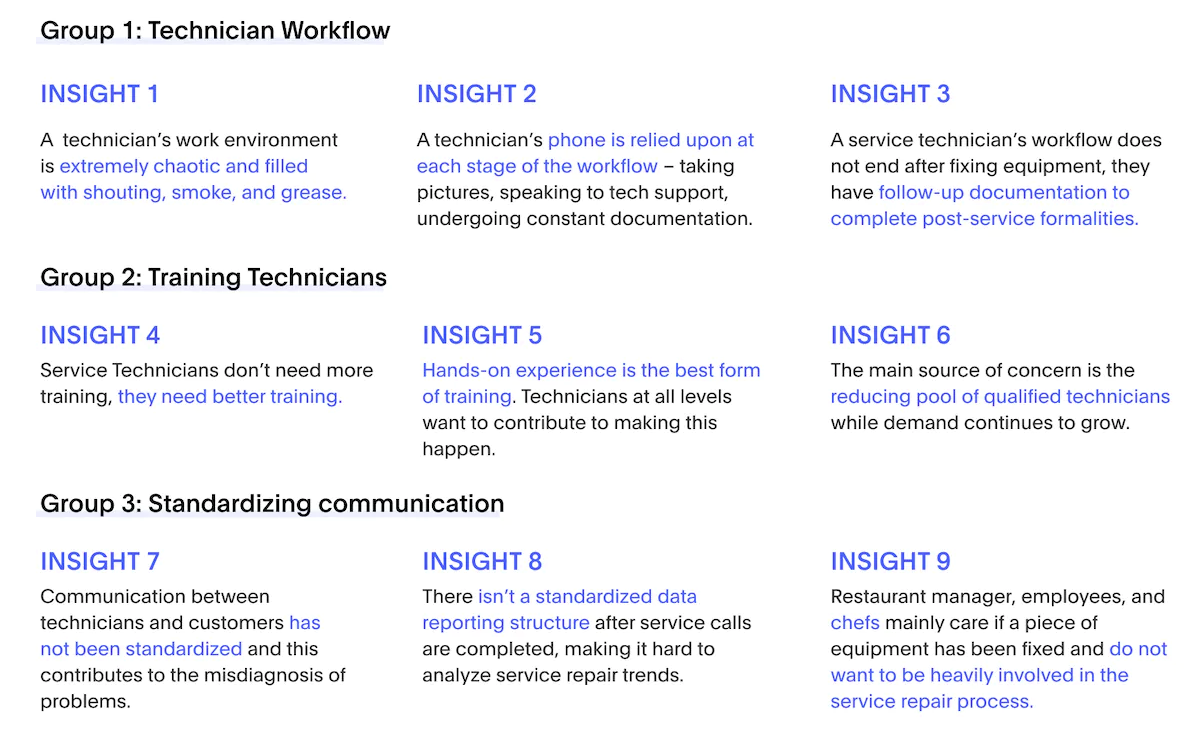 Group 1: Technician Workflow
INSIGHT 1
A  technician's work environment
is extremely chaotic and filled
with shouting, smoke, and grease.
INSIGHT 2
A technician's phone is relied upon at
each stage of the workflow – taking
pictures, speaking to tech support,
undergoing constant documentation.
INSIGHT 3
A service technician's workflow does
not end after fixing equipment, they
have follow-up documentation to
complete post-service formalities.
Group 2: Training Technicians
INSIGHT 4
Service Technicians don't need more
training, they need better training.
INSIGHT 5
Hands-on experience is the best form
of training. Technicians at all levels
want to contribute to making this
happen.
INSIGHT 6
The main source of concern is the
reducing pool of qualified technicians
while demand continues to grow.
Group 3: Standardizing communication
INSIGHT 7
Communication between
technicians and customers has
not been standardized and this
contributes to the misdiagnosis of
problems.
INSIGHT 8
There isn't a standardized data
reporting structure after service calls
are completed, making it hard to
analyze service repair trends.
INSIGHT 9
Restaurant manager, employees, and
chefs mainly care if a piece of
equipment has been fixed and do not
want to be heavily involved in the
service repair process.